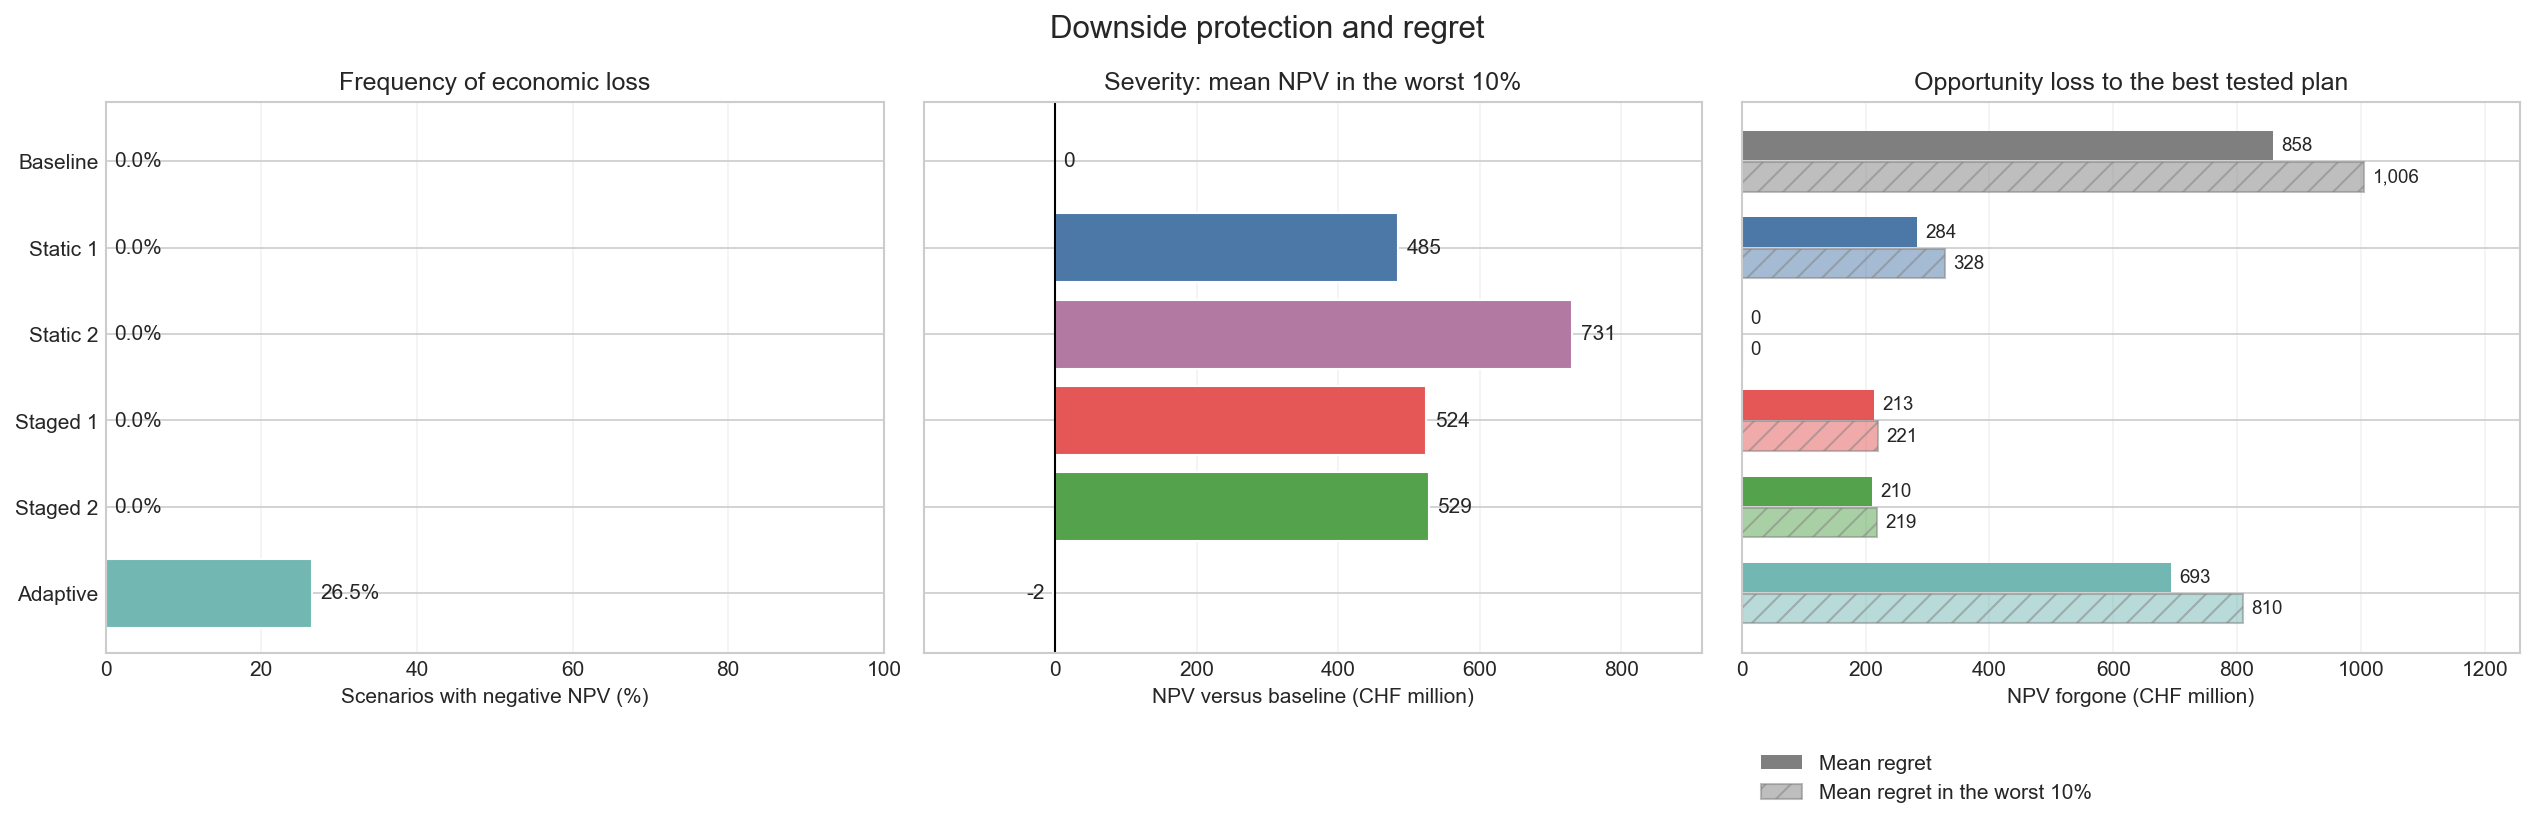 Downside protection and regret
Frequency of economic loss
Baseline
0.0%
Static 1
0.0%
Static 2
0.0%
Staged 1
0.0%
Staged 2
0.0%
Adaptive
26.5%
0 20 40 60 80 100
Scenarios with negative NPV (%)
Severity: mean NPV in the worst 10%
0
485
731
524
529
-2
0 200 400 600 800
NPV versus baseline (CHF million)
Opportunity loss to the best tested plan
858
1,006
284
328
0
0
213
221
210
219
693
810
0 200 400 600 800 1000 1200
NPV forgone (CHF million)
Mean regret
Mean regret in the worst 10%